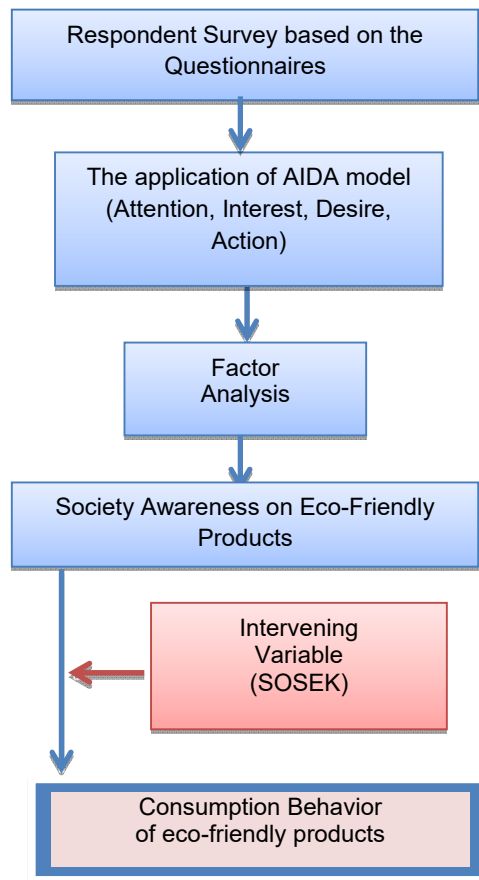 Respondent Survey based on the
Questionnaires
The application of AIDA model
(Attention, Interest, Desire,
Action)
Factor
Analysis
Society Awareness on Eco-Friendly
Products
Intervening
Variable
(SOSEK)
Consumption Behavior
of eco-friendly products